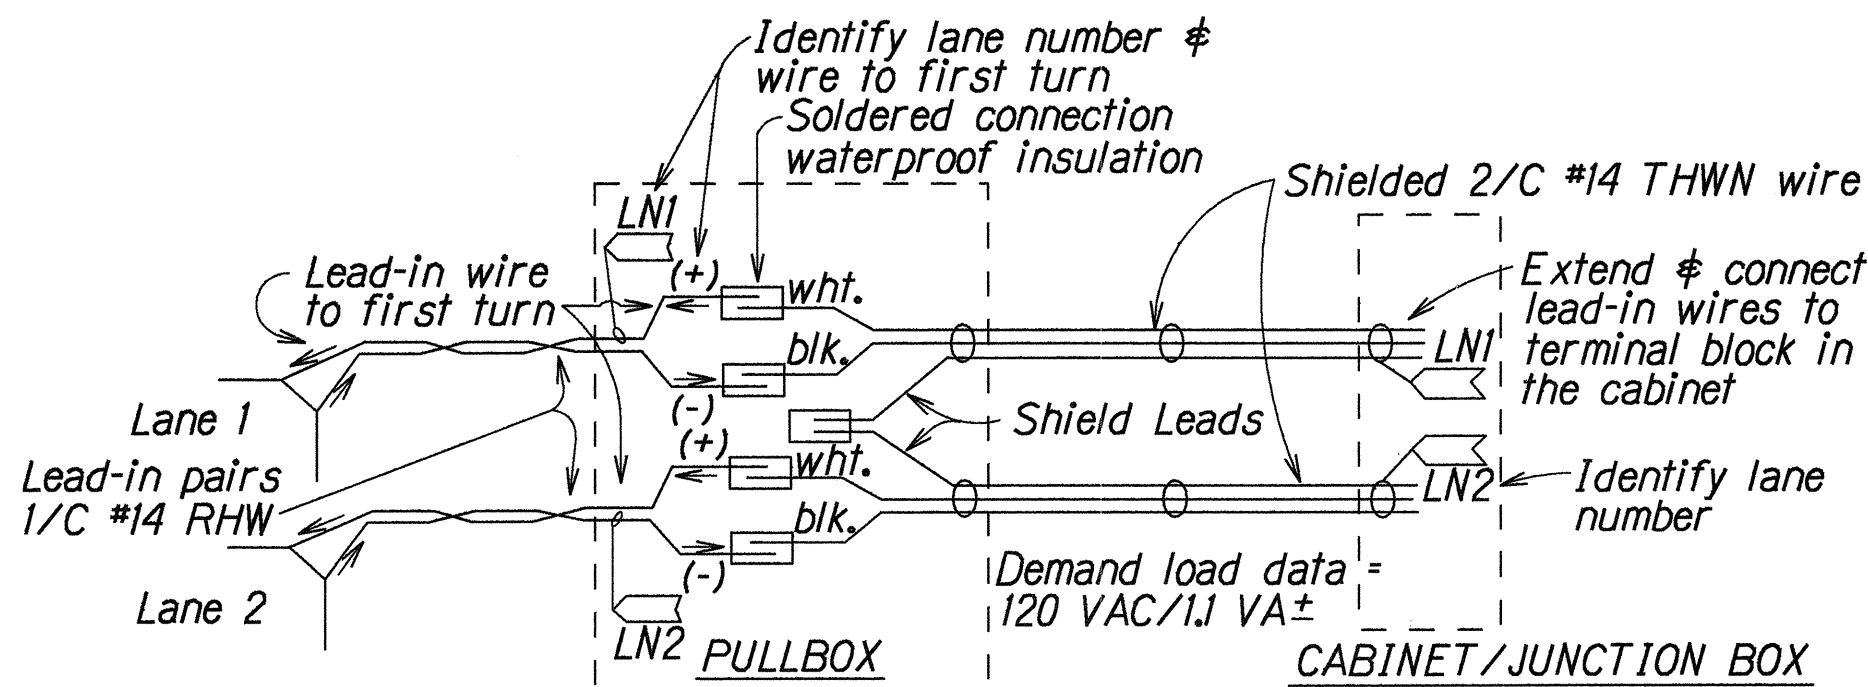 Identify lane number &
wire to first turn
Soldered connection
waterproof insulation
Shielded 2/C #14 THWN wire
LN1
(+)
wht.
Lead-in wire
to first turn
Extend & connect
lead-in wires to
terminal block in
the cabinet
blk.
LN1
(-)
Lane 1
Shield Leads
(+)
wht.
Lead-in pairs
1/C #14 RHW
LN2
Identify lane
number
blk.
(-)
Lane 2
Demand load data =
120 VAC/1.1 VA±
LN2
PULLBOX
CABINET/JUNCTION BOX